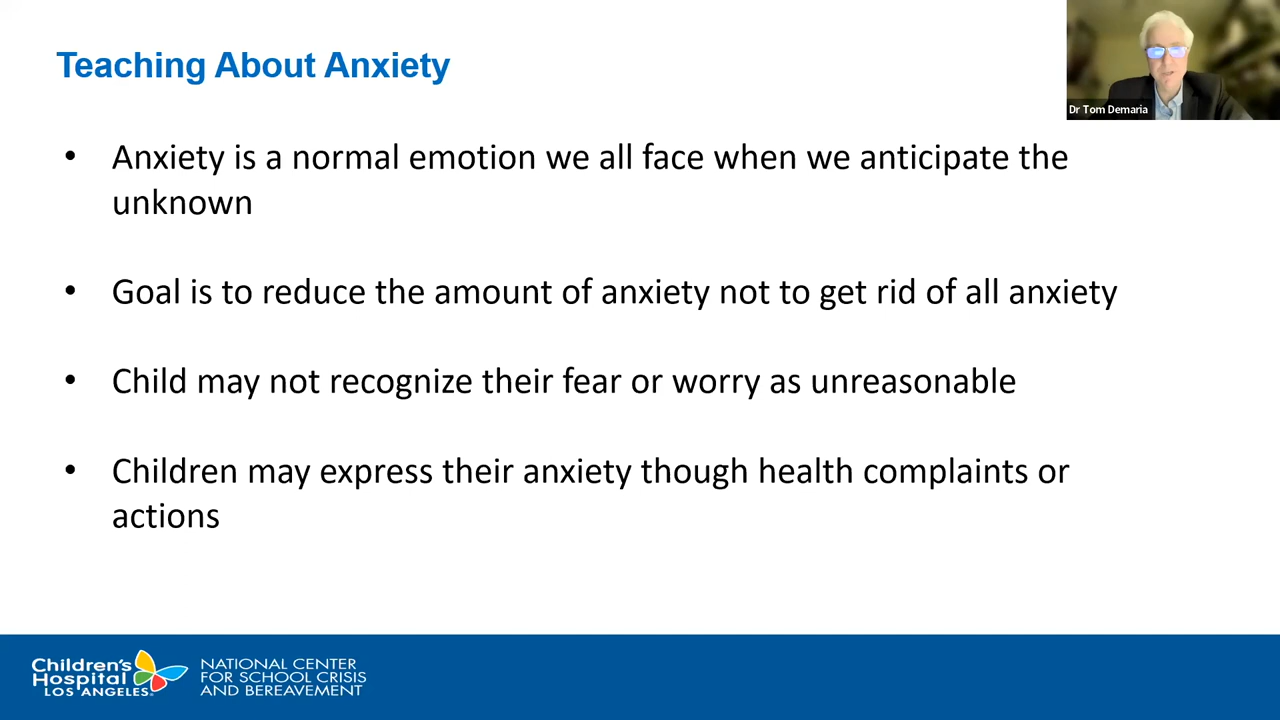 Teaching About Anxiety
Dr Tom Demaria
• Anxiety is a normal emotion we all face when we anticipate the
unknown
• Goal is to reduce the amount of anxiety not to get rid of all anxiety
• Child may not recognize their fear or worry as unreasonable
• Children may express their anxiety though health complaints or
actions
Children's
Hospital
LOS ANGELES
NATIONAL CENTER
FOR SCHOOL CRISIS
AND BEREAVEMENT